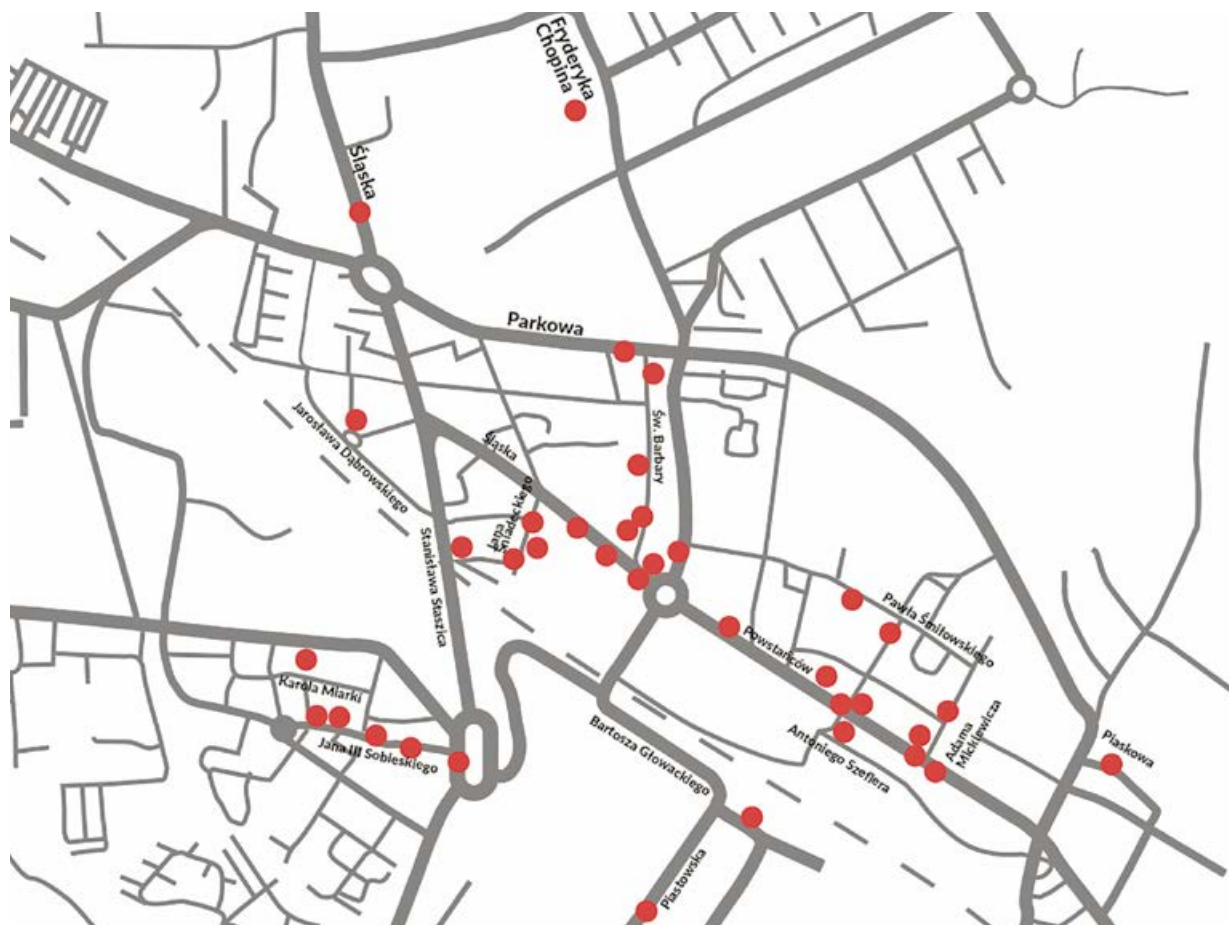 Fryderyka
Chopina
Śląska
Parkowa
Jarosława Dąbrowskiego
Śląska
Św. Barbary
Jana
Śniadeckiego
Stanisława Staszica
Pawła Śmiłowskiego
Powstańców
Karola Miarki
Jana III Sobieskiego
Bartosza Głowackiego
Antoniego Szeflera
Adama
Mickiewicza
Piaskowa
Piastowska